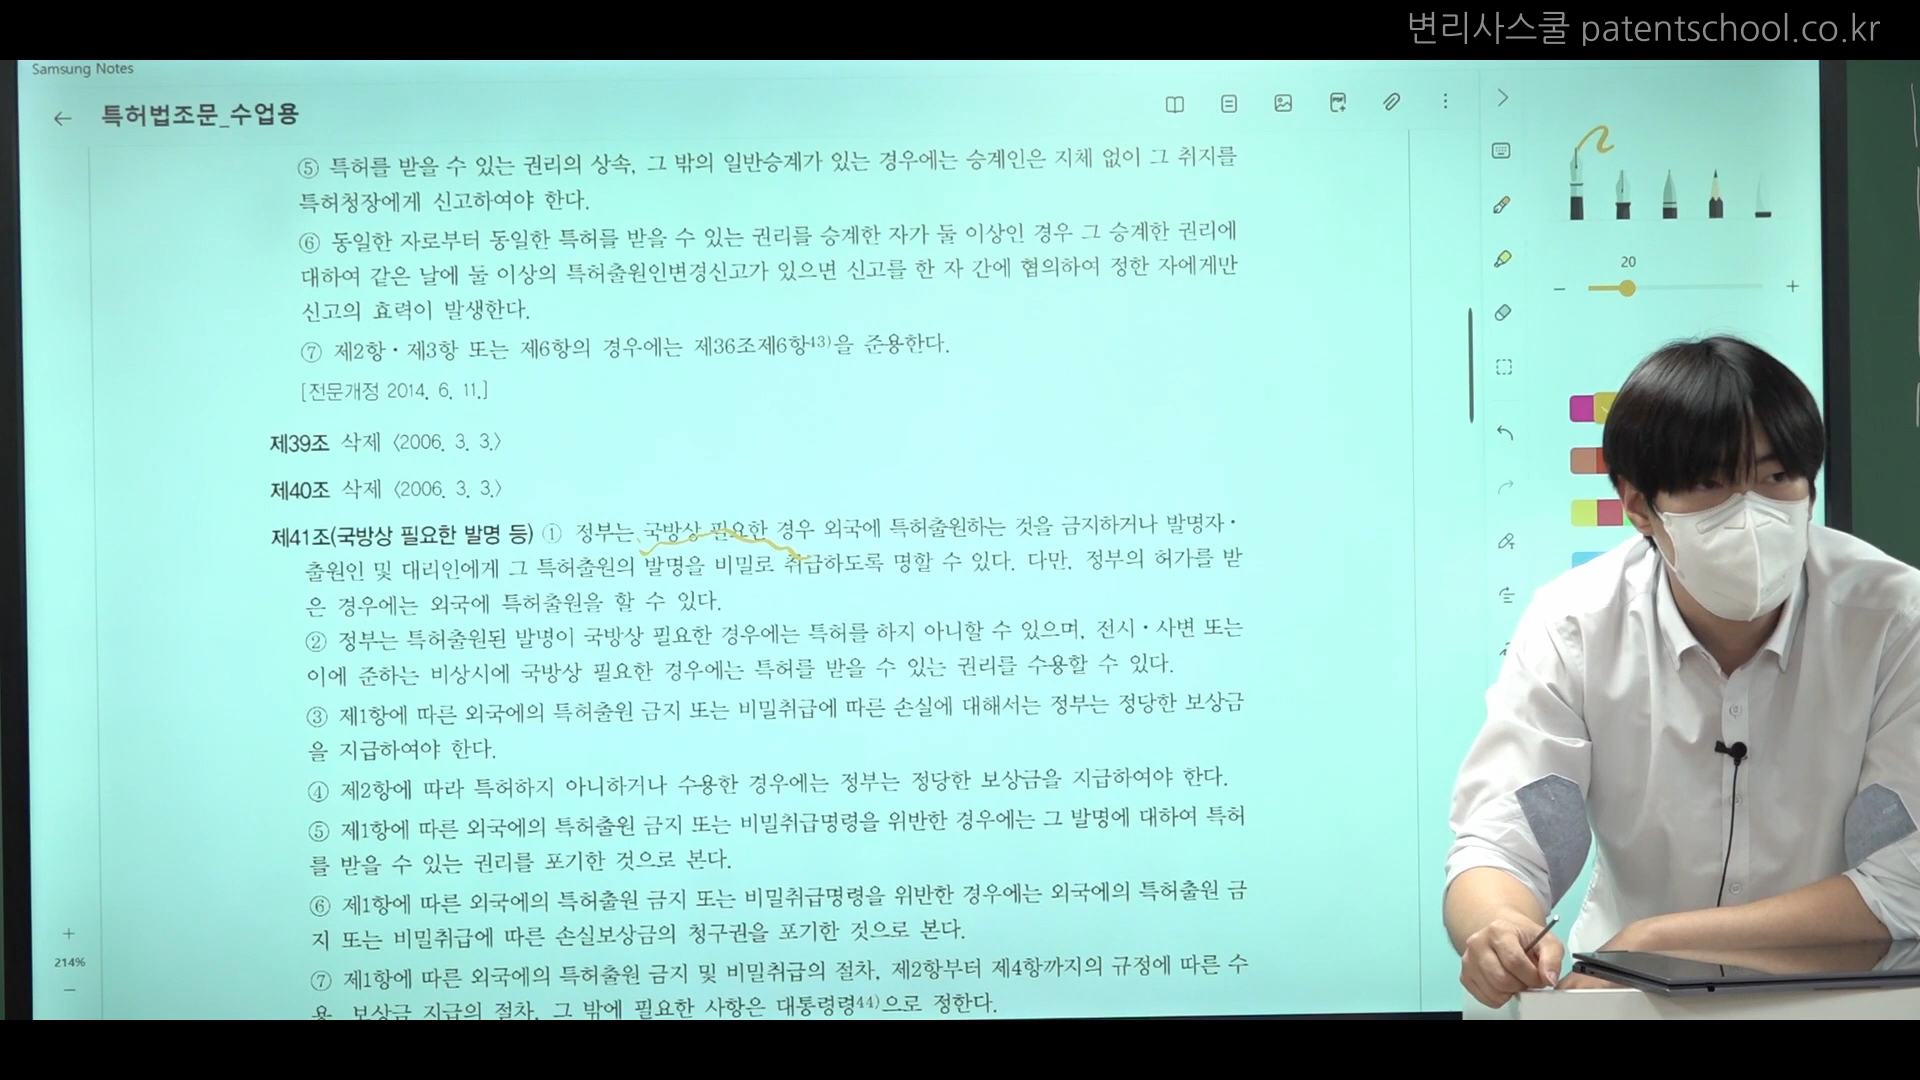 변리사스쿨 patentschool.co.kr
Samsung Notes
특허법조문_수업용
⑤ 특허를 받을 수 있는 권리의 상속, 그 밖의 일반승계가 있는 경우에는 승계인은 지체 없이 그 취지를
특허청장에게 신고하여야 한다.
⑥ 동일한 자로부터 동일한 특허를 받을 수 있는 권리를 승계한 자가 둘 이상인 경우 그 승계한 권리에
대하여 같은 날에 둘 이상의 특허출원인변경신고가 있으면 신고를 한 자 간에 협의하여 정한 자에게만
신고의 효력이 발생한다.
⑦ 제2항·제3항 또는 제6항의 경우에는 제36조제6항43)을 준용한다.
[전문개정 2014. 6. 11.]
제39조 삭제 〈2006. 3. 3.〉
제40조 삭제 〈2006. 3. 3.〉
제41조(국방상 필요한 발명 등) ① 정부는 국방상 필요한 경우 외국에 특허출원하는 것을 금지하거나 발명자·
출원인 및 대리인에게 그 특허출원의 발명을 비밀로 취급하도록 명할 수 있다. 다만, 정부의 허가를 받
은 경우에는 외국에 특허출원을 할 수 있다.
② 정부는 특허출원된 발명이 국방상 필요한 경우에는 특허를 하지 아니할 수 있으며, 전시·사변 또는
이에 준하는 비상시에 국방상 필요한 경우에는 특허를 받을 수 있는 권리를 수용할 수 있다.
③ 제1항에 따른 외국에의 특허출원 금지 또는 비밀취급에 따른 손실에 대해서는 정부는 정당한 보상금
을 지급하여야 한다.
④ 제2항에 따라 특허하지 아니하거나 수용한 경우에는 정부는 정당한 보상금을 지급하여야 한다.
⑤ 제1항에 따른 외국에의 특허출원 금지 또는 비밀취급명령을 위반한 경우에는 그 발명에 대하여 특허
를 받을 수 있는 권리를 포기한 것으로 본다.
⑥ 제1항에 따른 외국에의 특허출원 금지 또는 비밀취급명령을 위반한 경우에는 외국에의 특허출원 금
지 또는 비밀취급에 따른 손실보상금의 청구권을 포기한 것으로 본다.
⑦ 제1항에 따른 외국에의 특허출원 금지 및 비밀취급의 절차, 제2항부터 제4항까지의 규정에 따른 수
용, 보상금 지급의 절차, 그 밖에 필요한 사항은 대통령령44)으로 정한다.
20
214%